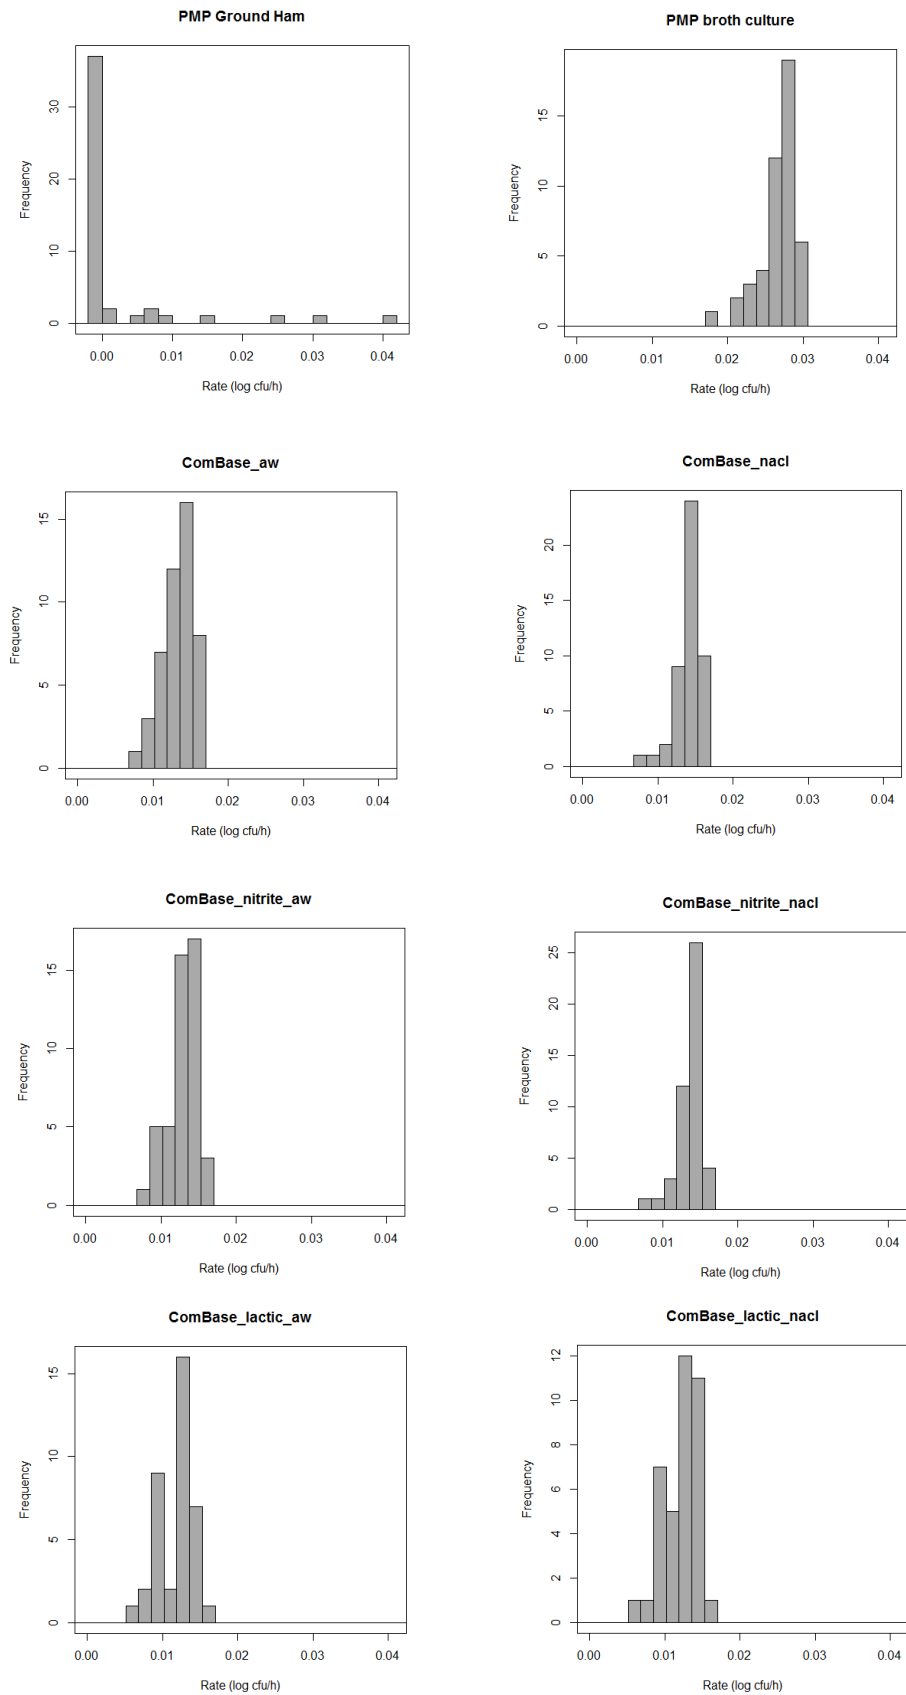 PMP Ground Ham
PMP broth culture
Frequency
0
10
20
30
0.00 0.01 0.02 0.03 0.04
Rate (log cfu/h)
Frequency
0
5
10
15
0.00 0.01 0.02 0.03 0.04
Rate (log cfu/h)
ComBase_aw
ComBase_nacl
Frequency
0
5
10
15
0.00 0.01 0.02 0.03 0.04
Rate (log cfu/h)
Frequency
0
5
10
15
20
0.00 0.01 0.02 0.03 0.04
Rate (log cfu/h)
ComBase_nitrite_aw
ComBase_nitrite_nacl
Frequency
0
5
10
15
0.00 0.01 0.02 0.03 0.04
Rate (log cfu/h)
Frequency
0
5
10
15
20
25
0.00 0.01 0.02 0.03 0.04
Rate (log cfu/h)
ComBase_lactic_aw
ComBase_lactic_nacl
Frequency
0
5
10
15
0.00 0.01 0.02 0.03 0.04
Rate (log cfu/h)
Frequency
0
2
4
6
8
10
12
0.00 0.01 0.02 0.03 0.04
Rate (log cfu/h)